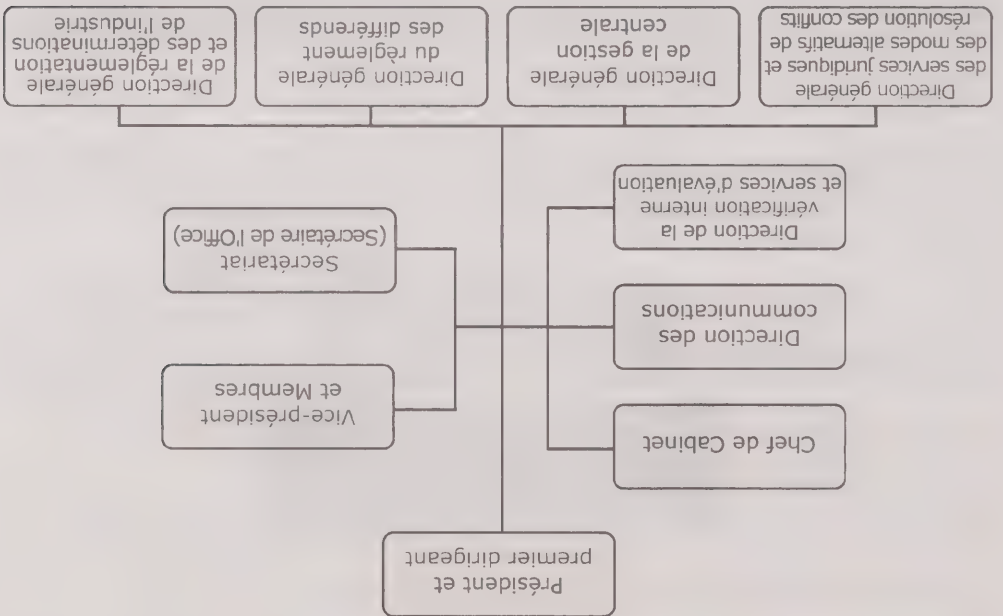 Président et
premier dirigeant
Chef de Cabinet
Vice-président
et Membres
Direction des
communications
Secrétariat
(Secrétaire de l'Office)
Direction de la
vérification interne
et services d'évaluation
Direction générale
des services juridiques et
des modes alternatifs de
résolution des conflits
Direction générale
de la gestion
centrale
Direction générale
du règlement
des différends
Direction générale
de la réglementation
et des déterminations
de l'industrie